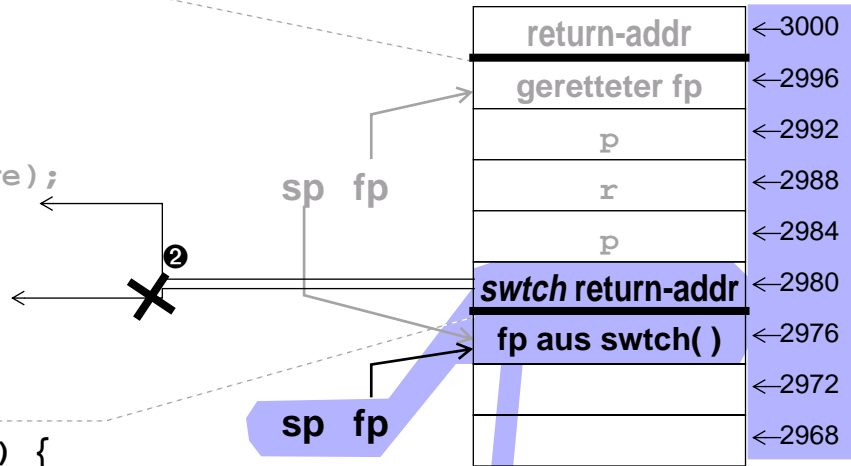 return-addr ←3000
geretteter fp ←2996
p ←2992
e);
sp fp
r ←2988
p ←2984
❷
swtch return-addr ←2980
fp aus swtch( ) ←2976
←2972
sp fp
←2968
) {